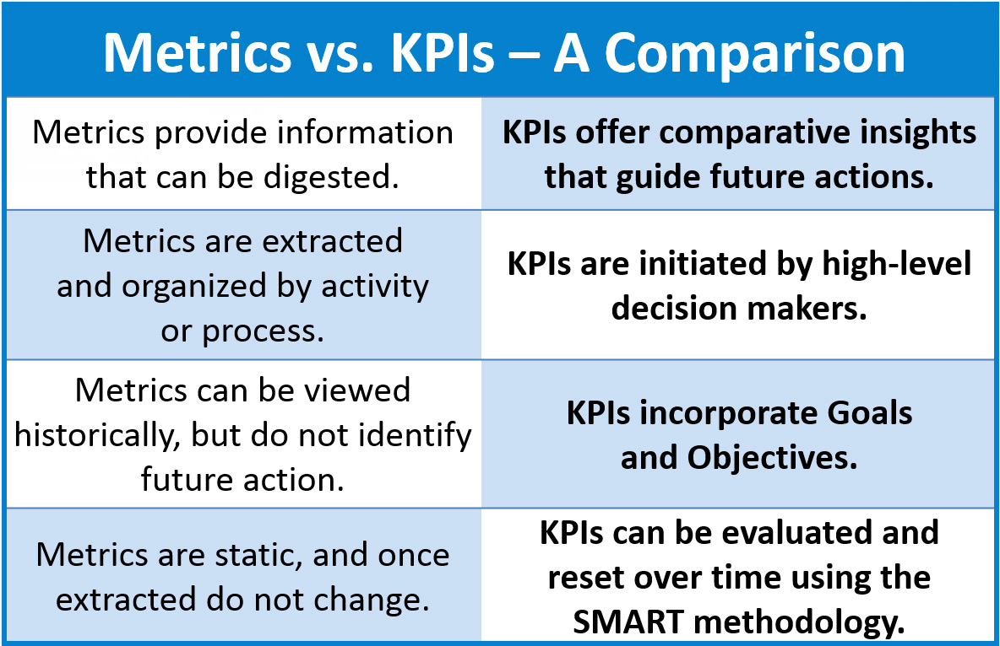 Metrics vs. KPIs – A Comparison
Metrics provide information
that can be digested.
KPIs offer comparative insights
that guide future actions.
Metrics are extracted
and organized by activity
or process.
KPIs are initiated by high-level
decision makers.
Metrics can be viewed
historically, but do not identify
future action.
KPIs incorporate Goals
and Objectives.
Metrics are static, and once
extracted do not change.
KPIs can be evaluated and
reset over time using the
SMART methodology.